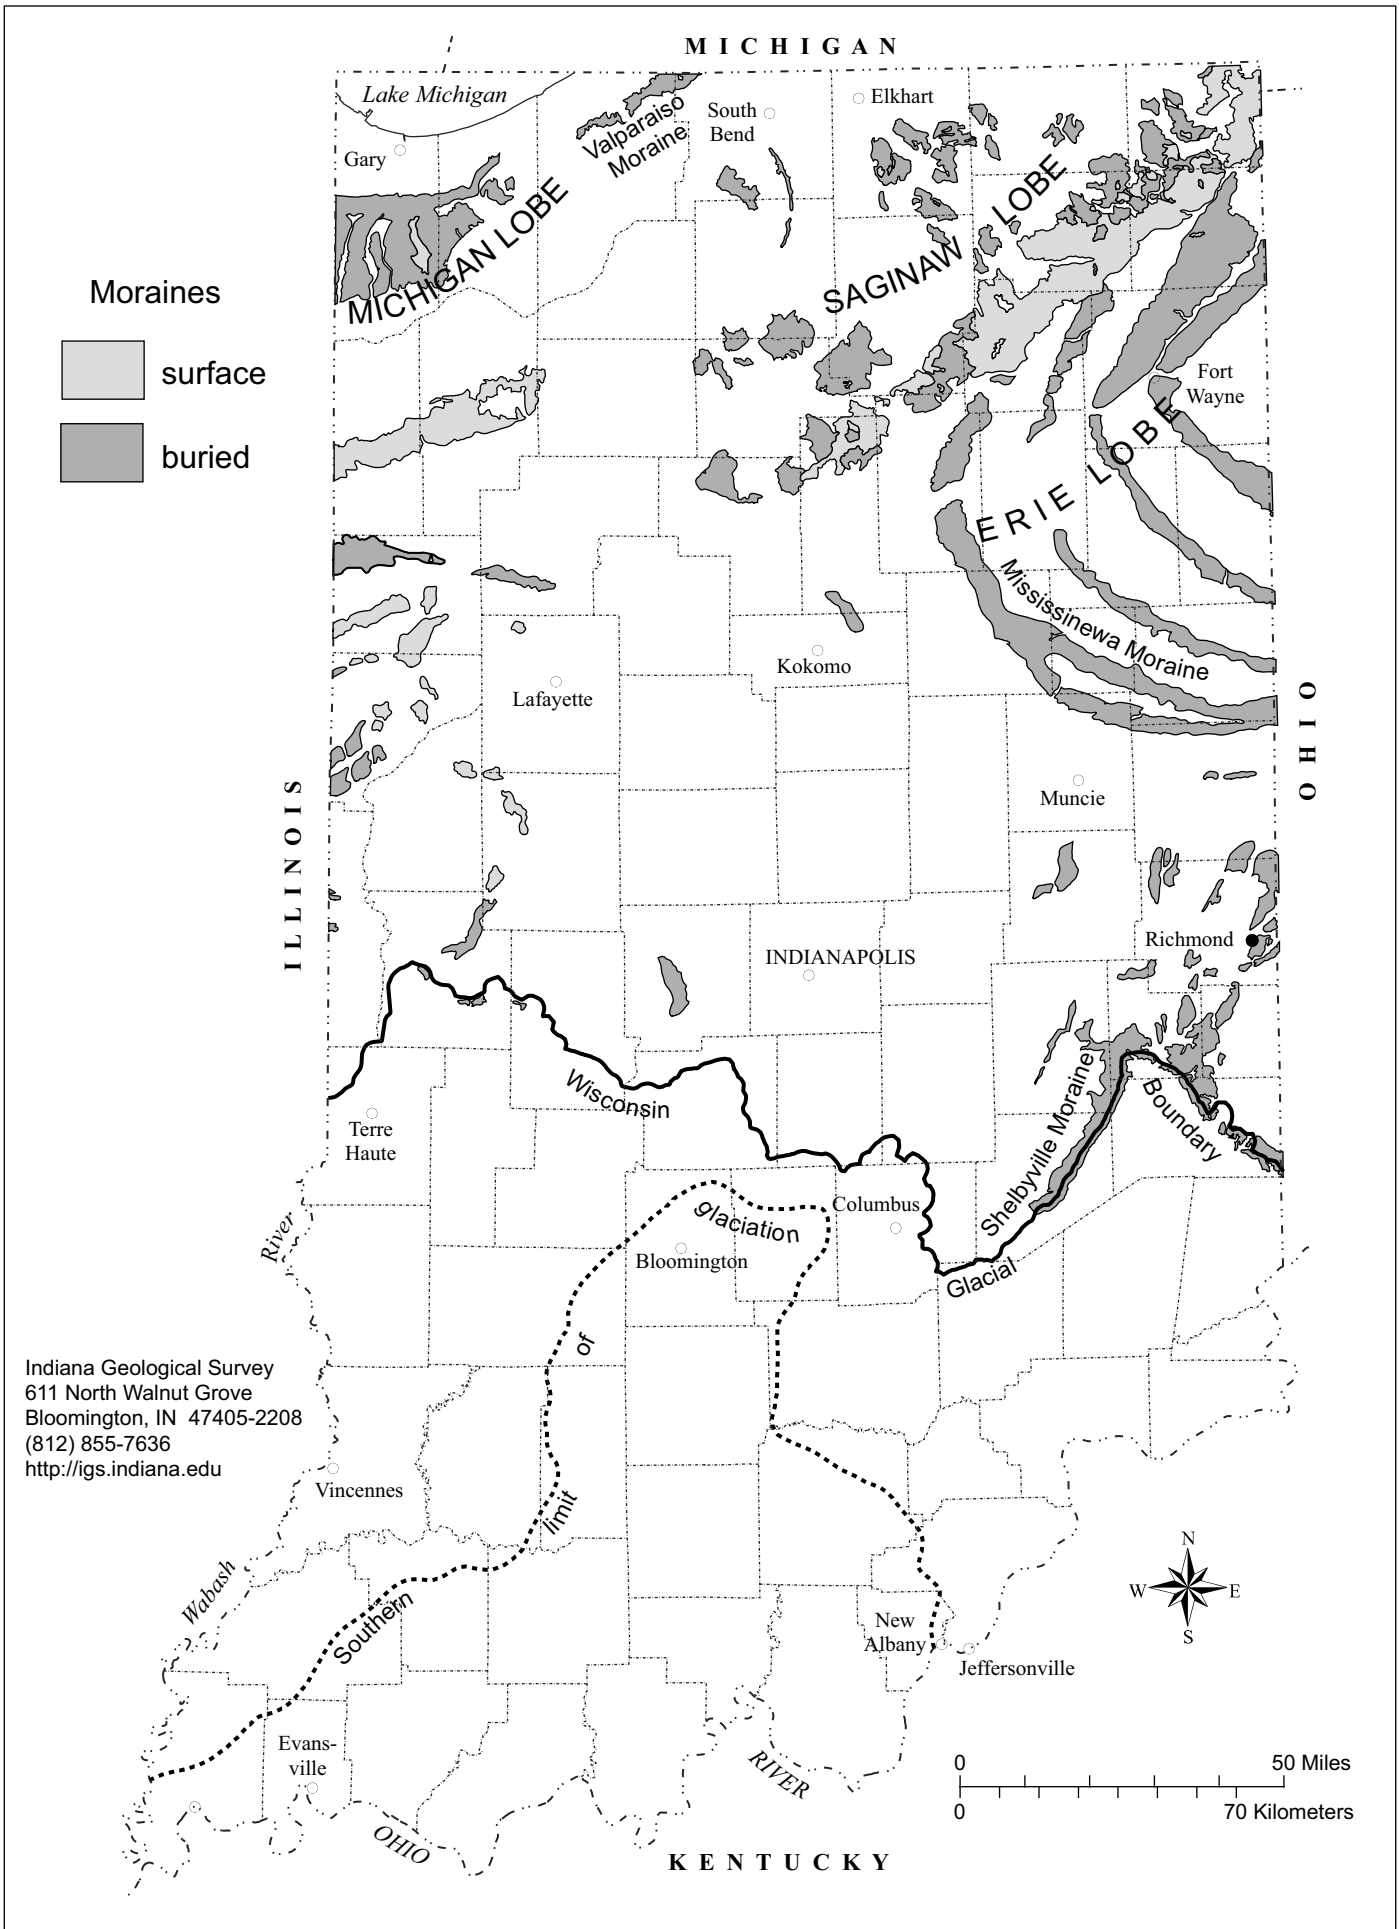 MICHIGAN
Lake Michigan
Gary
Valparaiso
Moraine
South
Bend
Elkhart
MICHIGAN LOBE
SAGINAW LOBE
Moraines
surface
buried
Fort
Wayne
ERIE LOBE
Mississinewa Moraine
Kokomo
Lafayette
OHIO
ILLINOIS
Muncie
Richmond
INDIANAPOLIS
Wisconsin
Shelbyville Moraine
Boundary
Terre
Haute
River
glaciation
Columbus
Bloomington
Glacial
of
Indiana Geological Survey
611 North Walnut Grove
Bloomington, IN 47405-2208
(812) 855-7636
http://igs.indiana.edu
Vincennes
limit
Wabash
Southern
N
W E
S
New
Albany
Jeffersonville
Evans-
ville
RIVER
OHIO
0 50 Miles
0 70 Kilometers
KENTUCKY